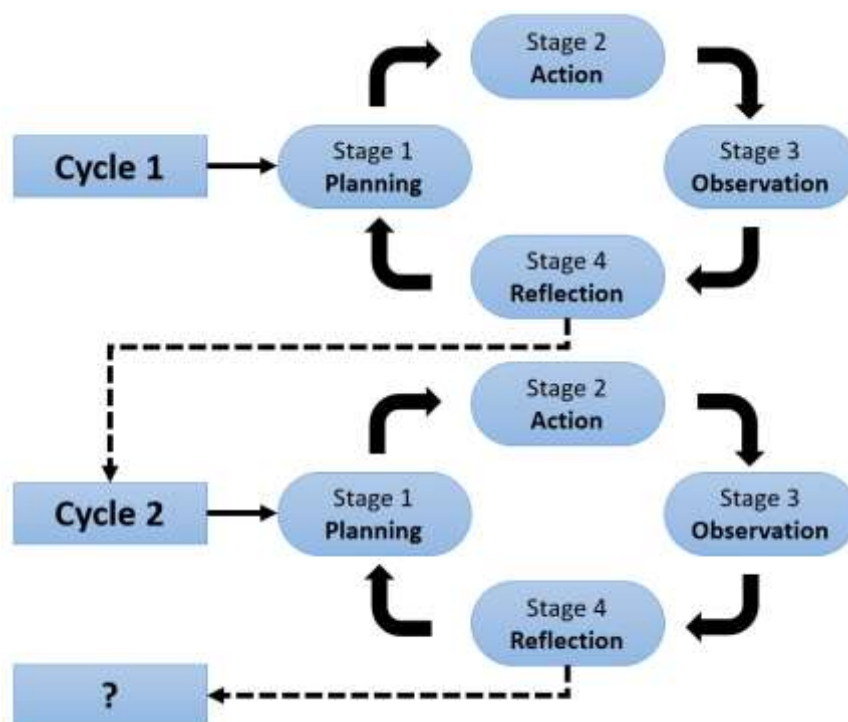 Stage 2
Action
Cycle 1
Stage 1
Planning
Stage 3
Observation
Stage 4
Reflection
Stage 2
Action
Cycle 2
Stage 1
Planning
Stage 3
Observation
Stage 4
Reflection
?